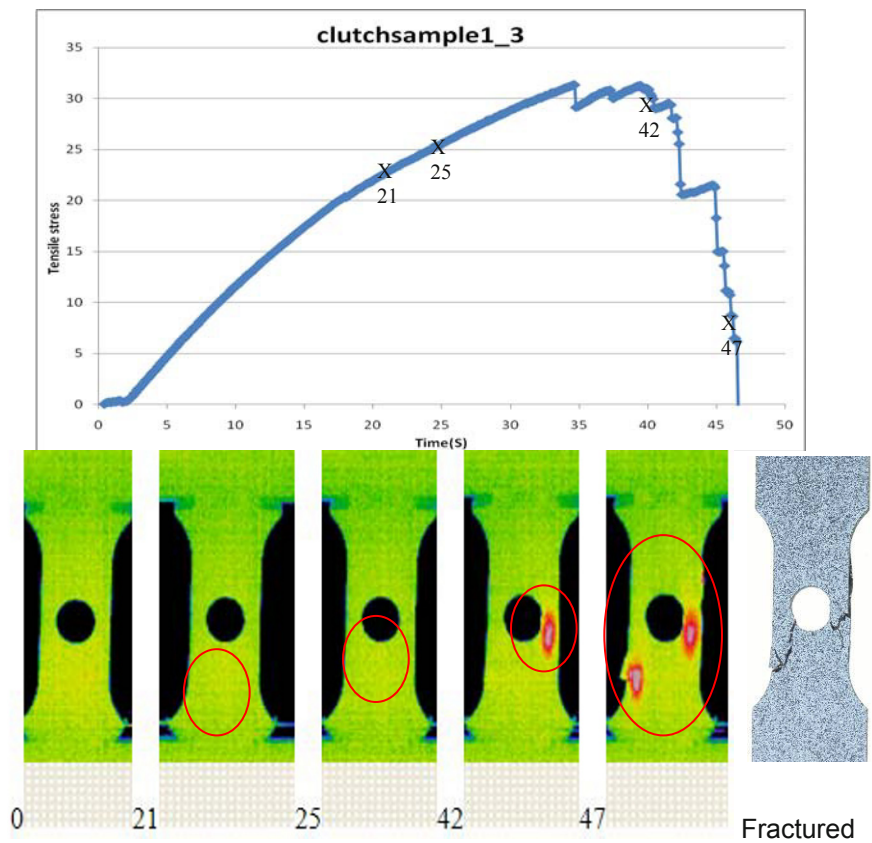 clutchsample1_3
Tensile stress
35
30
25
20
15
10
5
0
X
21
X
25
X
42
X
47
0 5 10 15 20 25 30 35 40 45 50
Time(S)
0 21 25 42 47 Fractured